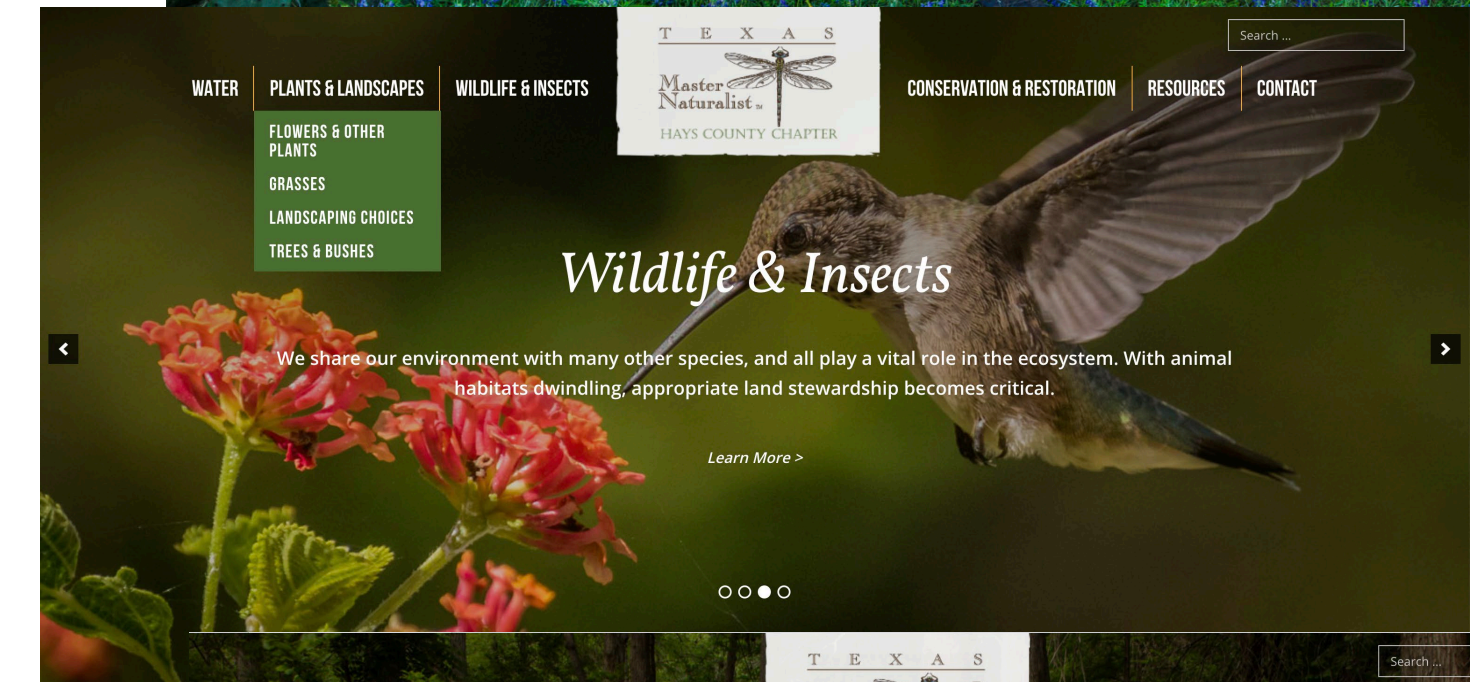 T E X A S
Search ...
WATER
PLANTS & LANDSCAPES
WILDLIFE & INSECTS
Master
Naturalist™
HAYS COUNTY CHAPTER
CONSERVATION & RESTORATION
RESOURCES
CONTACT
FLOWERS & OTHER
PLANTS
GRASSES
LANDSCAPING CHOICES
TREES & BUSHES
Wildlife & Insects
We share our environment with many other species, and all play a vital role in the ecosystem. With animal
habitats dwindling, appropriate land stewardship becomes critical.
Learn More >
T E X A S
Search ...